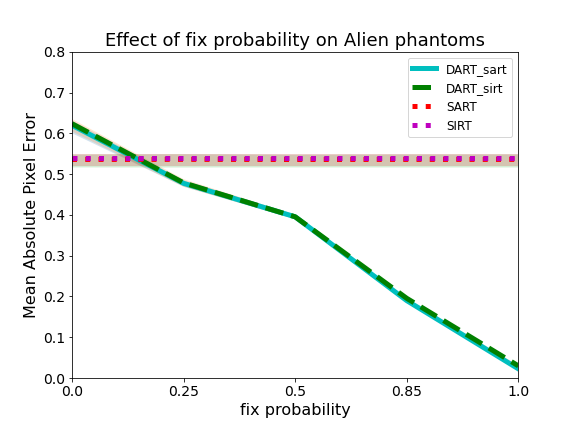 Effect of fix probability on Alien phantoms
0.8
0.7
0.6
0.5
0.4
0.3
0.2
0.1
0.0
Mean Absolute Pixel Error
DART_sart
DART_sirt
SART
SIRT
0.0 0.25 0.5 0.85 1.0
fix probability